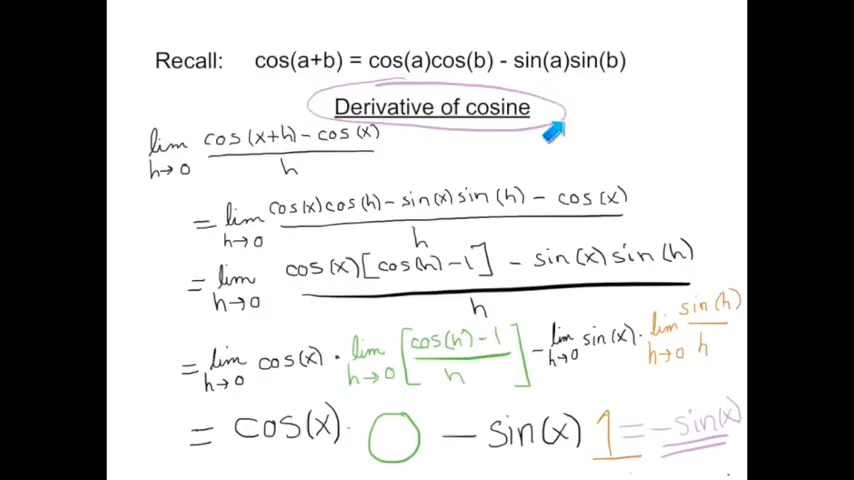 Recall: cos(a+b) = cos(a)cos(b) - sin(a)sin(b)
Derivative of cosine
lim h→0 cos(x+h) - cos(x) / h
= lim h→0 cos(x)cos(h) - sin(x)sin(h) - cos(x) / h
= lim h→0 cos(x)[cos(h) - 1] - sin(x)sin(h) / h
= lim h→0 cos(x) · lim h→0 [cos(h) - 1 / h] - lim h→0 sin(x) · lim h→0 sin(h) / h
= cos(x) · 0 - sin(x) 1 = -sin(x)